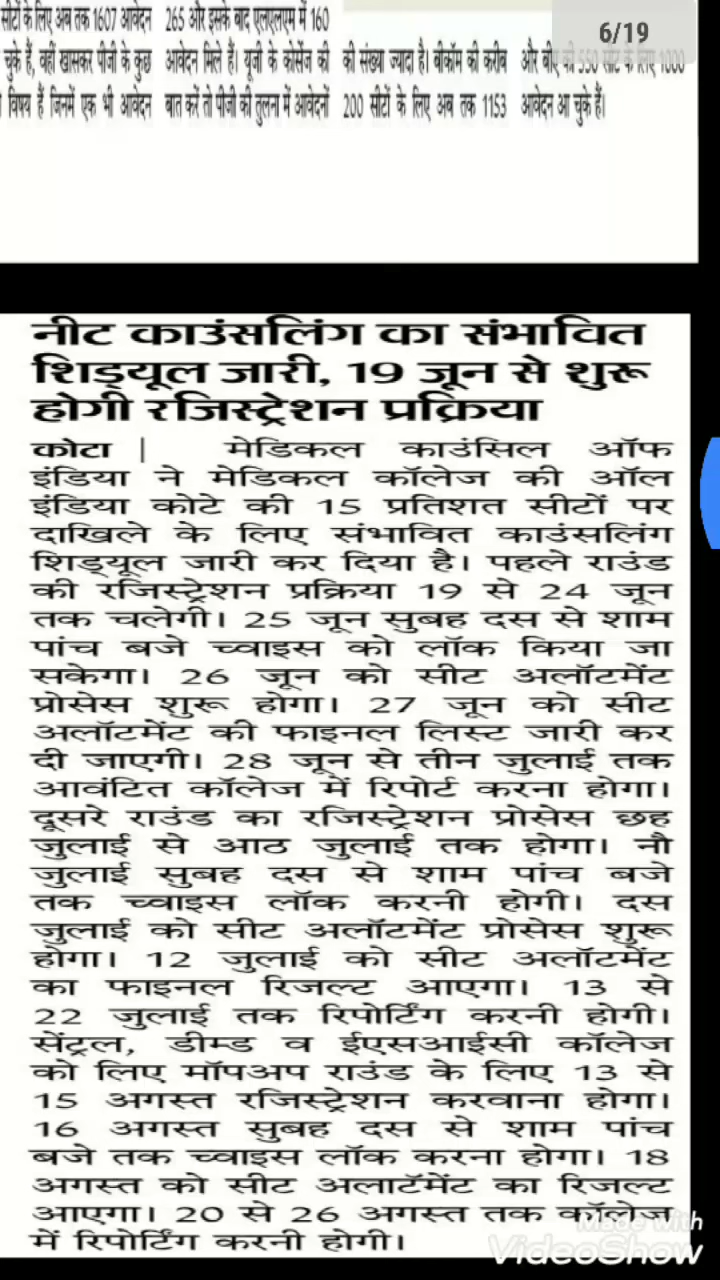 सीटों के लिए अब तक 1607 आवेदन
चुके हैं, वहीं खासकर पीजी के कुछ
विषय हैं जिनमें एक भी आवेदन
265 और इसके बाद एलएलएम में 160
आवेदन मिले हैं। यूजी के कोर्सेज की
बात करें तो पीजी की तुलना में आवेदनों
की संख्या ज्यादा है। बीकॉम की करीब
200 सीटों के लिए अब तक 1153
और बीए की 550 सीट के लिए 1000
आवेदन आ चुके हैं।
6/19
नीट काउंसलिंग का संभावित
शिड्यूल जारी, 19 जून से शुरू
होगी रजिस्ट्रेशन प्रक्रिया
कोटा | मेडिकल काउंसिल ऑफ
इंडिया ने मेडिकल कॉलेज की ऑल
इंडिया कोटे की 15 प्रतिशत सीटों पर
दाखिले के लिए संभावित काउंसलिंग
शिड्यूल जारी कर दिया है। पहले राउंड
की रजिस्ट्रेशन प्रक्रिया 19 से 24 जून
तक चलेगी। 25 जून सुबह दस से शाम
पांच बजे च्वाइस को लॉक किया जा
सकेगा। 26 जून को सीट अलॉटमेंट
प्रोसेस शुरू होगा। 27 जून को सीट
अलॉटमेंट की फाइनल लिस्ट जारी कर
दी जाएगी। 28 जून से तीन जुलाई तक
आवंटित कॉलेज में रिपोर्ट करना होगा।
दूसरे राउंड का रजिस्ट्रेशन प्रोसेस छह
जुलाई से आठ जुलाई तक होगा। नौ
जुलाई सुबह दस से शाम पांच बजे
तक च्वाइस लॉक करनी होगी। दस
जुलाई को सीट अलॉटमेंट प्रोसेस शुरू
होगा। 12 जुलाई को सीट अलॉटमेंट
का फाइनल रिजल्ट आएगा। 13 से
22 जुलाई तक रिपोर्टिंग करनी होगी।
सेंट्रल, डीम्ड व ईएसआईसी कॉलेज
को लिए मॉपअप राउंड के लिए 13 से
15 अगस्त रजिस्ट्रेशन करवाना होगा।
16 अगस्त सुबह दस से शाम पांच
बजे तक च्वाइस लॉक करना होगा। 18
अगस्त को सीट अलाटॅमेंट का रिजल्ट
आएगा। 20 से 26 अगस्त तक कॉलेज
में रिपोर्टिंग करनी होगी।
Made With
VideoShow